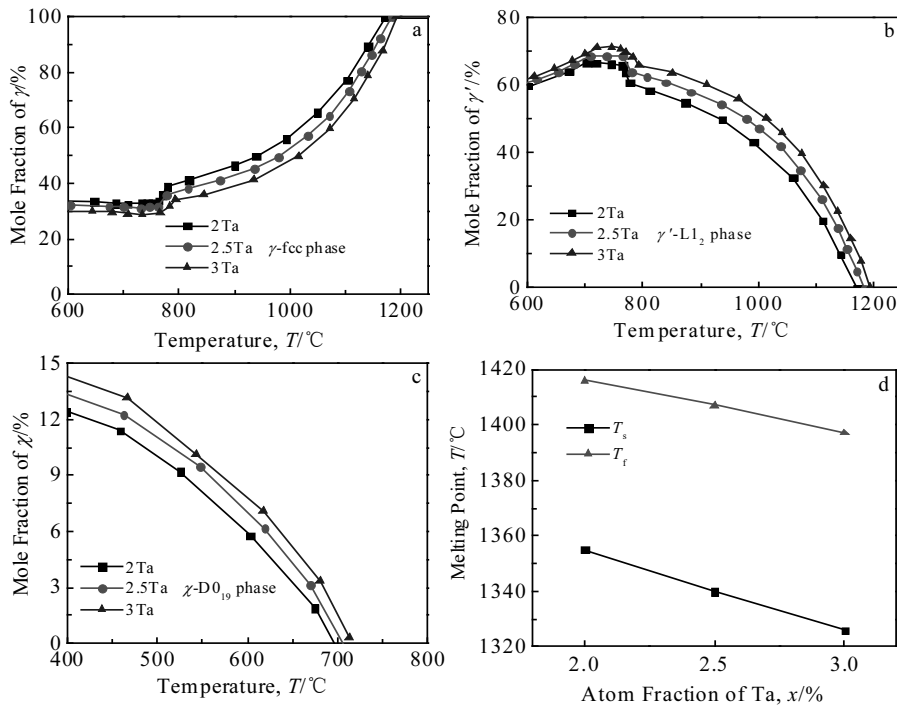 a
Mole Fraction of γ/%
100
80
60
40
20
0
2Ta
2.5Ta γ-fcc phase
3Ta
600 800 1000 1200
Temperature, T/℃
b
Mole Fraction of γ′/%
80
60
40
20
0
2Ta
2.5Ta γ′-L1₂ phase
3Ta
600 800 1000 1200
Temperature, T/℃
c
Mole Fraction of χ/%
15
12
9
6
3
0
2Ta
2.5Ta χ-D0₁₉ phase
3Ta
400 500 600 700 800
Temperature, T/℃
d
Melting Point, T/℃
1420
1400
1380
1360
1340
1320
Tₛ
T_f
2.0 2.5 3.0
Atom Fraction of Ta, x/%